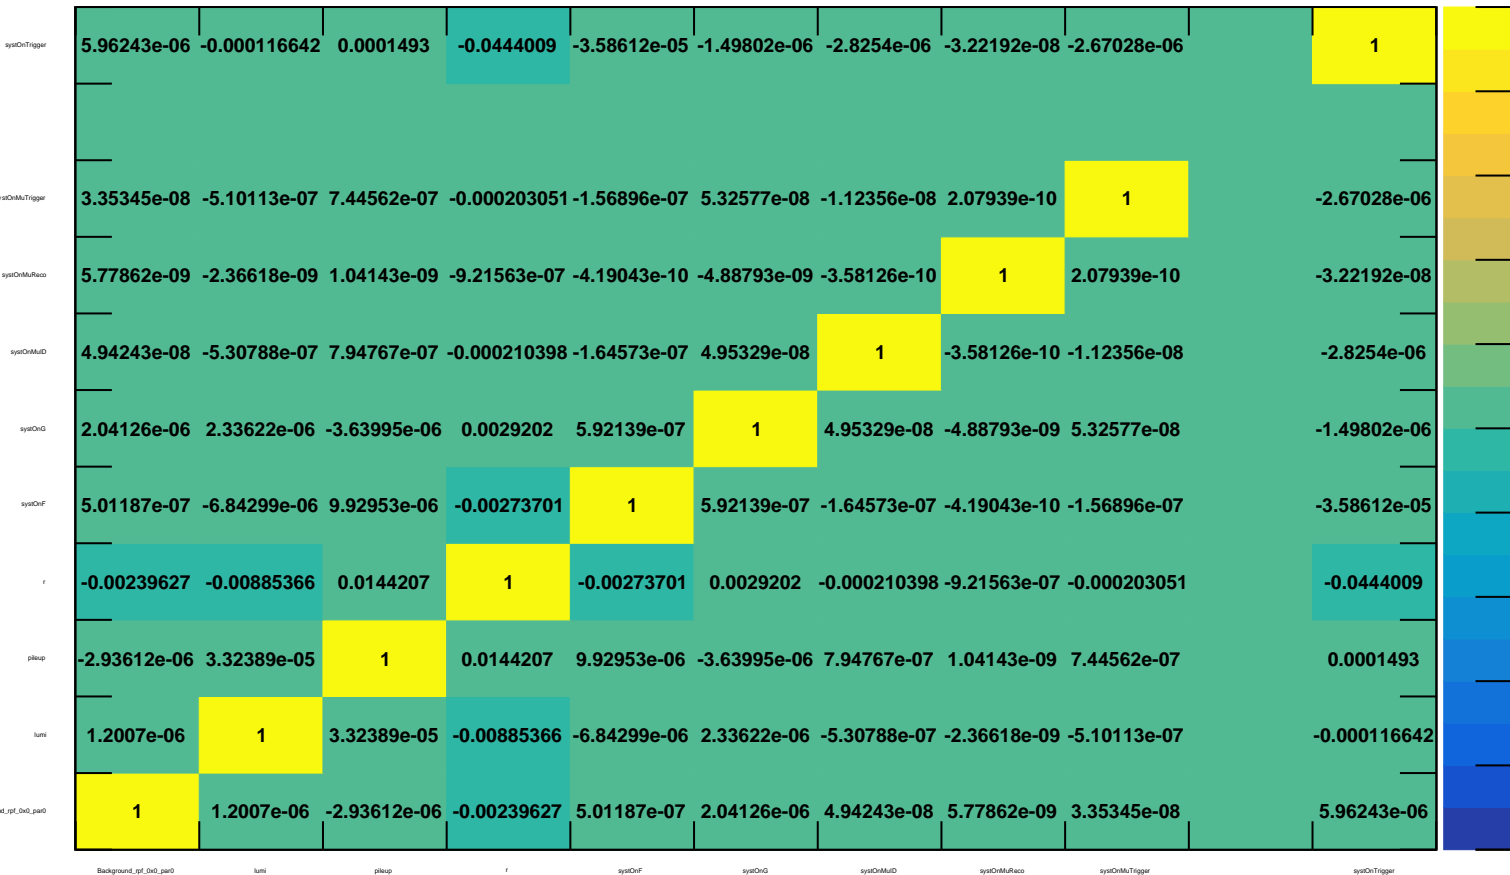 systOnTrigger 5.96243e-06 -0.000116642 0.0001493 -0.0444009 -3.58612e-05 -1.49802e-06 -2.8254e-06 -3.22192e-08 -2.67028e-06 1
stOnMuTrigger 3.35345e-08 -5.10113e-07 7.44562e-07 -0.000203051 -1.56896e-07 5.32577e-08 -1.12356e-08 2.07939e-10 1 -2.67028e-06
systOnMuReco 5.77862e-09 -2.36618e-09 1.04143e-09 -9.21563e-07 -4.19043e-10 -4.88793e-09 -3.58126e-10 1 2.07939e-10 -3.22192e-08
systOnMuID 4.94243e-08 -5.30788e-07 7.94767e-07 -0.000210398 -1.64573e-07 4.95329e-08 1 -3.58126e-10 -1.12356e-08 -2.8254e-06
systOnG 2.04126e-06 2.33622e-06 -3.63995e-06 0.0029202 5.92139e-07 1 4.95329e-08 -4.88793e-09 5.32577e-08 -1.49802e-06
systOnF 5.01187e-07 -6.84299e-06 9.92953e-06 -0.00273701 1 5.92139e-07 -1.64573e-07 -4.19043e-10 -1.56896e-07 -3.58612e-05
r -0.00239627 -0.00885366 0.0144207 1 -0.00273701 0.0029202 -0.000210398 -9.21563e-07 -0.000203051 -0.0444009
pileup -2.93612e-06 3.32389e-05 1 0.0144207 9.92953e-06 -3.63995e-06 7.94767e-07 1.04143e-09 7.44562e-07 0.0001493
lumi 1.2007e-06 1 3.32389e-05 -0.00885366 -6.84299e-06 2.33622e-06 -5.30788e-07 -2.36618e-09 -5.10113e-07 -0.000116642
d_rpf_0x0_par0 1 1.2007e-06 -2.93612e-06 -0.00239627 5.01187e-07 2.04126e-06 4.94243e-08 5.77862e-09 3.35345e-08 5.96243e-06
Background_rpf_0x0_par0 lumi pileup r systOnF systOnG systOnMuID systOnMuReco systOnMuTrigger systOnTrigger